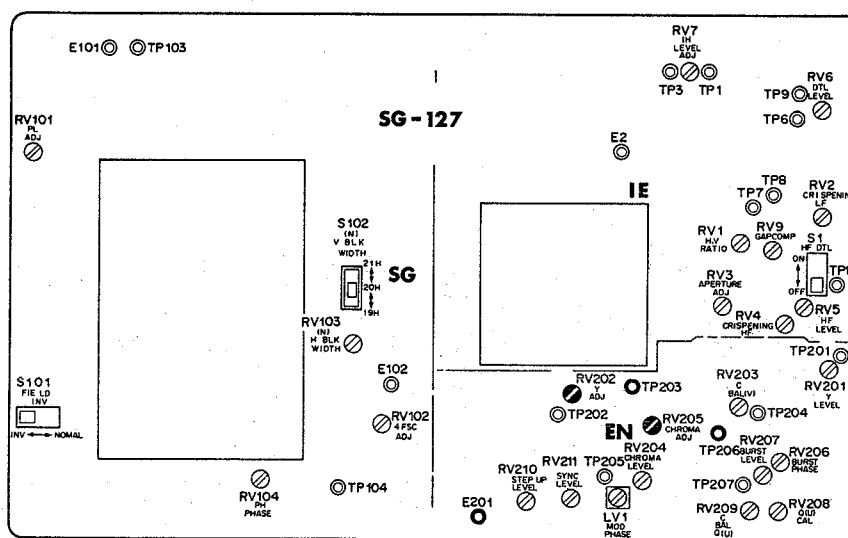 RV7
IH
LEVEL
ADJ
E101
TP103
TP3
TP1
RV6
DTL
LEVEL
TP9
TP6
RV101
PL
ADJ
SG-127
E2
IE
TP8
TP7
RV2
CRISPENING
LF
S102
(N)
V BLK
WIDTH
21H
20H
19H
SG
RV1
H.V
RATIO
RV9
GAPCOMP
S1
HF DTL
ON
OFF
TP1
RV3
APERTURE
ADJ
RV4
CRISPENING
HF
RV5
HF
LEVEL
RV103
(N)
H BLK
WIDTH
TP201
RV201
Y
LEVEL
S101
FIELD
INV
INV
NOMAL
E102
RV102
4FSC
ADJ
RV202
Y
ADJ
TP203
TP202
RV203
C
BAL(V)
TP204
EN
RV205
CHROMA
ADJ
TP206
RV204
CHROMA
LEVEL
TP205
RV207
BURST
LEVEL
RV206
BURST
PHASE
TP207
RV210
STEP UP
LEVEL
RV211
SYNC
LEVEL
RV104
PH
PHASE
TP104
E201
LV1
MOD
PHASE
RV209
C
BAL
Q(U)
RV208
Q(U)
CAL